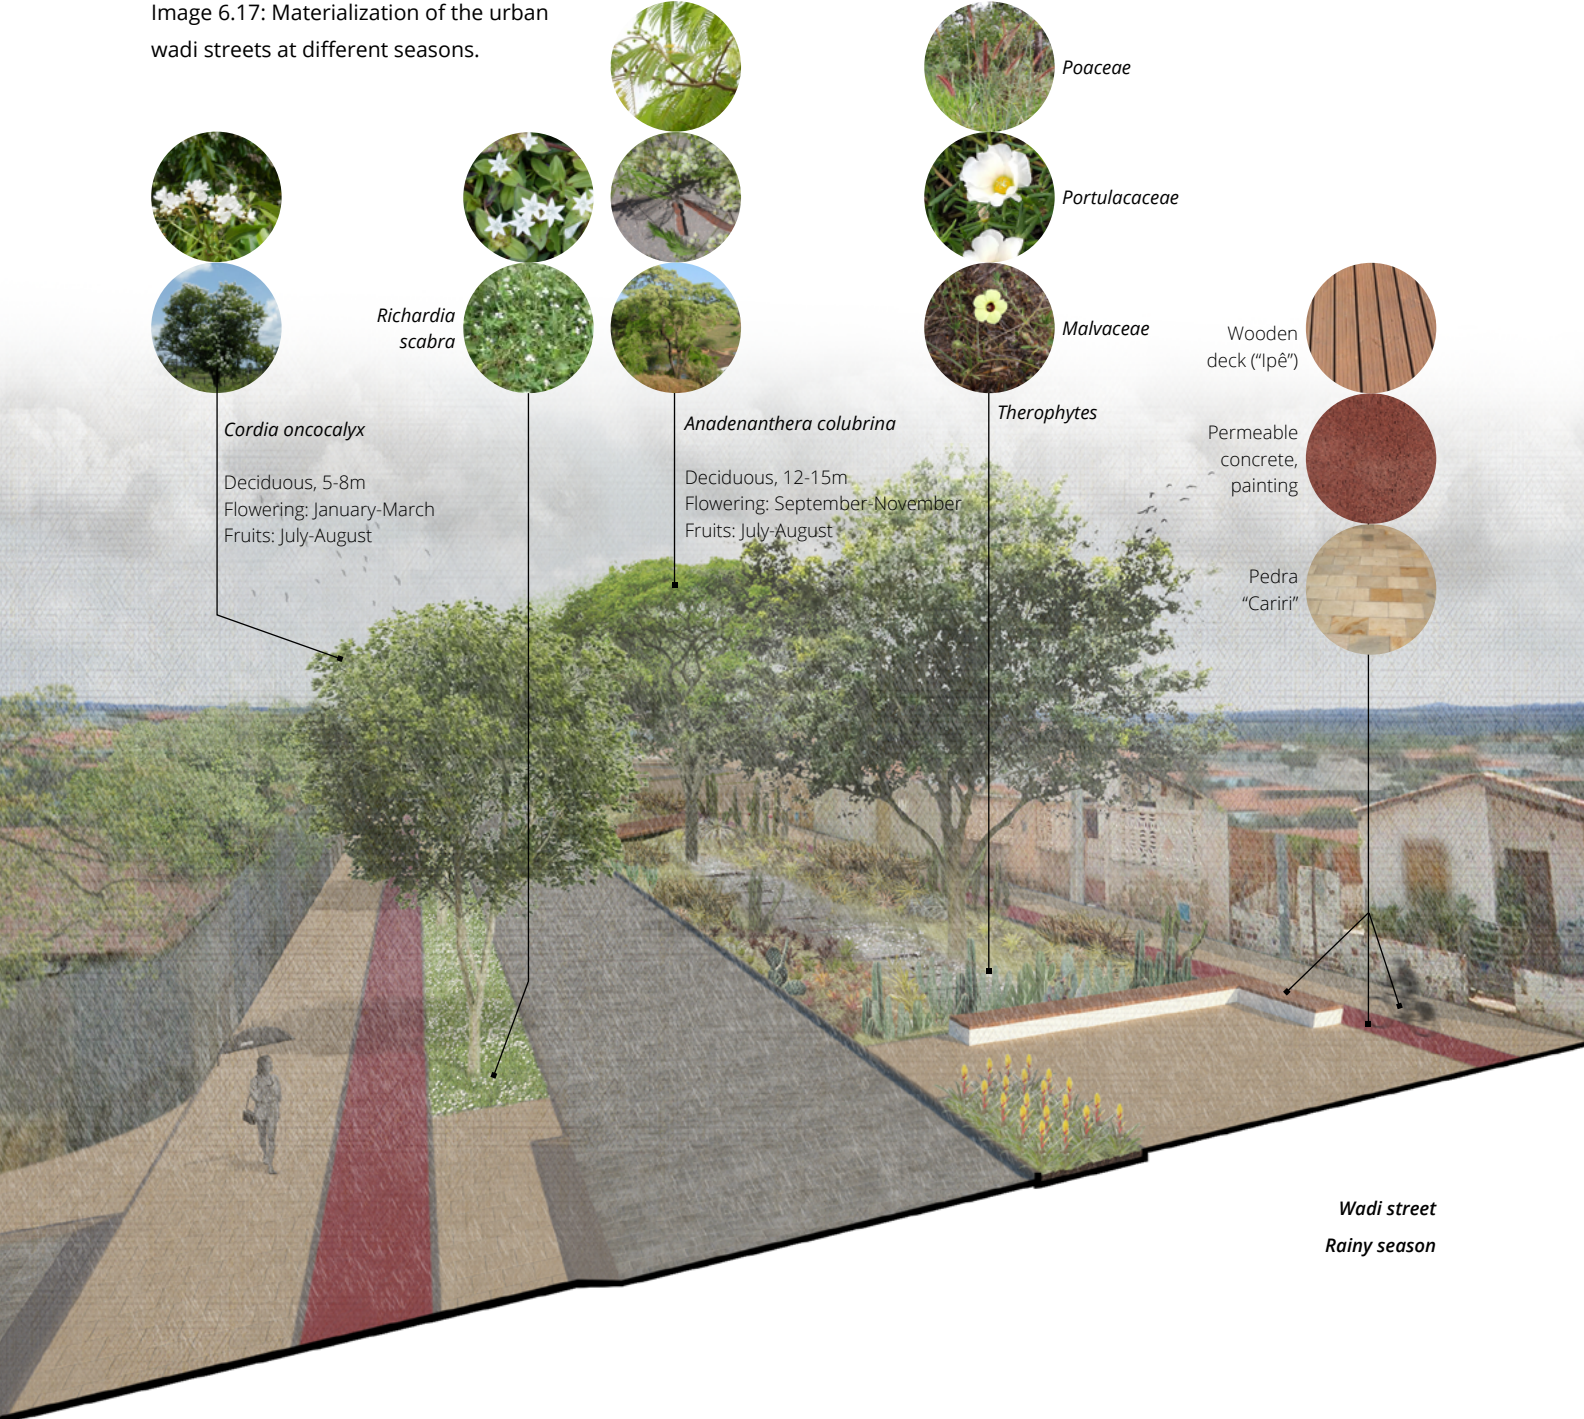 Image 6.17: Materialization of the urban
wadi streets at different seasons.
Poaceae
Portulacaceae
Malvaceae
Therophytes
Richardia
scabra
Cordia oncocalyx
Deciduous, 5-8m
Flowering: January-March
Fruits: July-August
Anadenanthera colubrina
Deciduous, 12-15m
Flowering: September-November
Fruits: July-August
Wooden
deck (“Ipê”)
Permeable
concrete,
painting
Pedra
“Cariri”
Wadi street
Rainy season